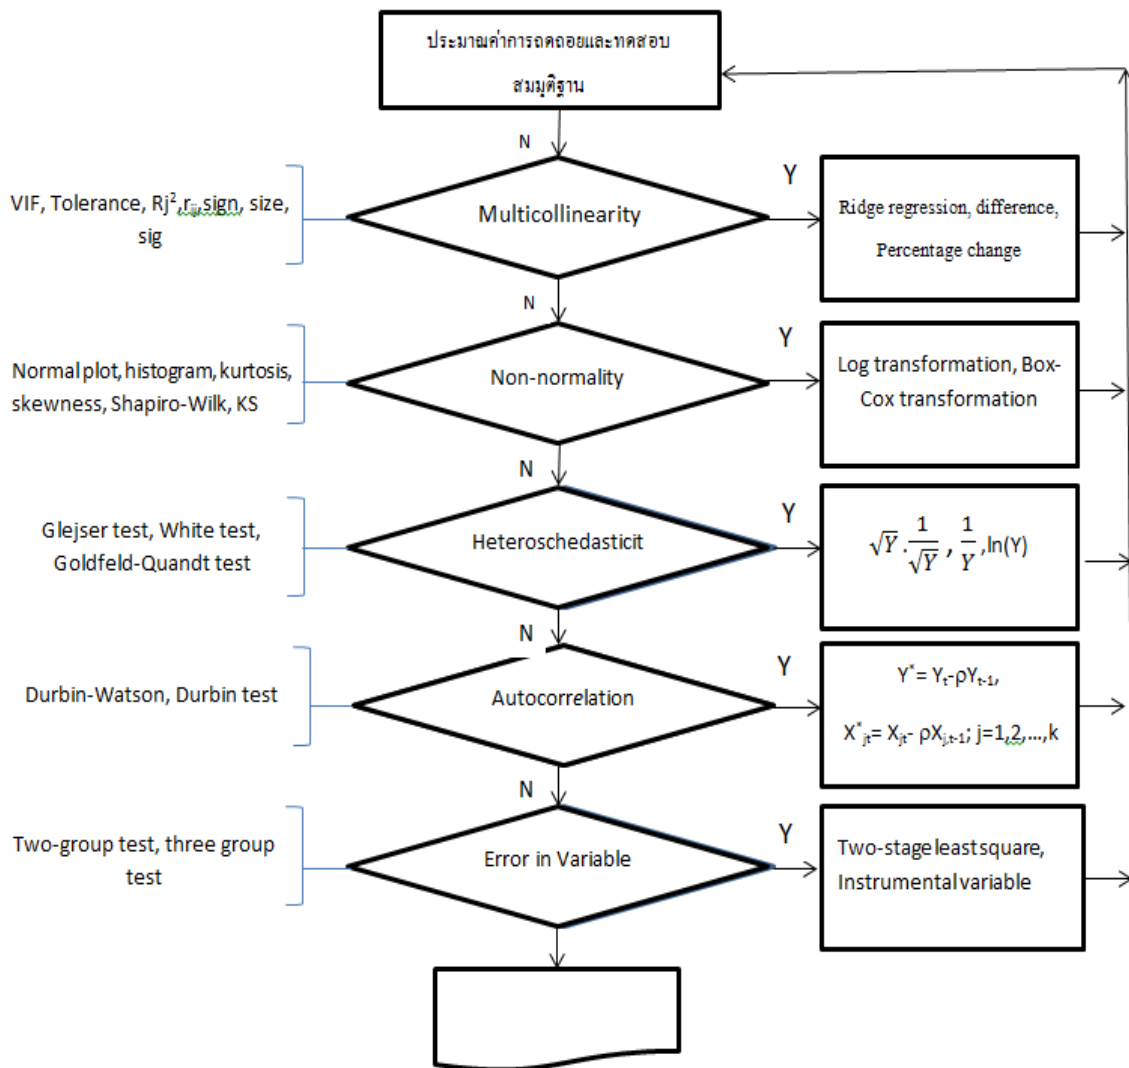 ประมาณค่าการถดถอยและทดสอบ
สมมุติฐาน
N
VIF, Tolerance, Rj²,rij,sign, size,
sig
Multicollinearity
Y
Ridge regression, difference,
Percentage change
N
Normal plot, histogram, kurtosis,
skewness, Shapiro-Wilk, KS
Non-normality
Y
Log transformation, Box-
Cox transformation
N
Glejser test, White test,
Goldfeld-Quandt test
Heteroschedasticit
Y
√Y . 1/√Y , 1/Y ,ln(Y)
N
Durbin-Watson, Durbin test
Autocorrelation
Y
Y* = Yt-ρYt-1,
X*jt= Xjt- ρXj,t-1; j=1,2,…,k
N
Two-group test, three group
test
Error in Variable
Y
Two-stage least square,
Instrumental variable